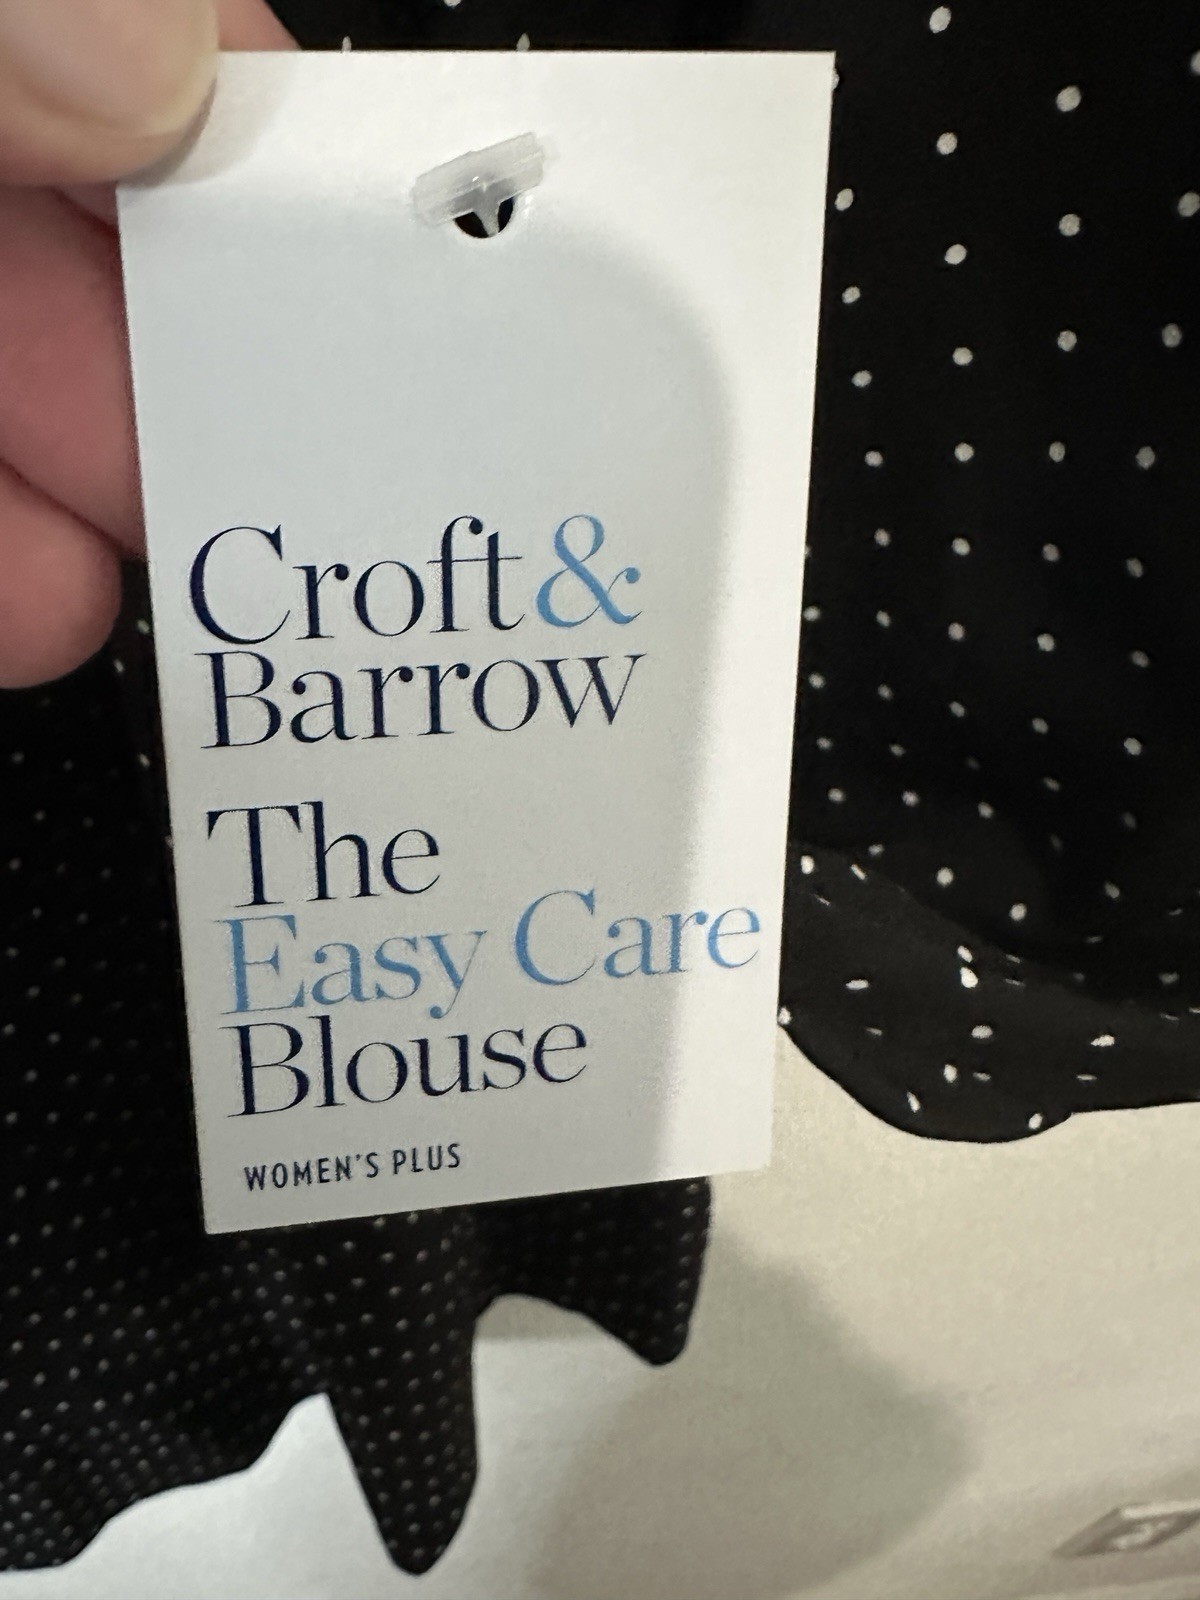 Croft &
Barrow
The
Easy Care
Blouse
WOMEN'S PLUS